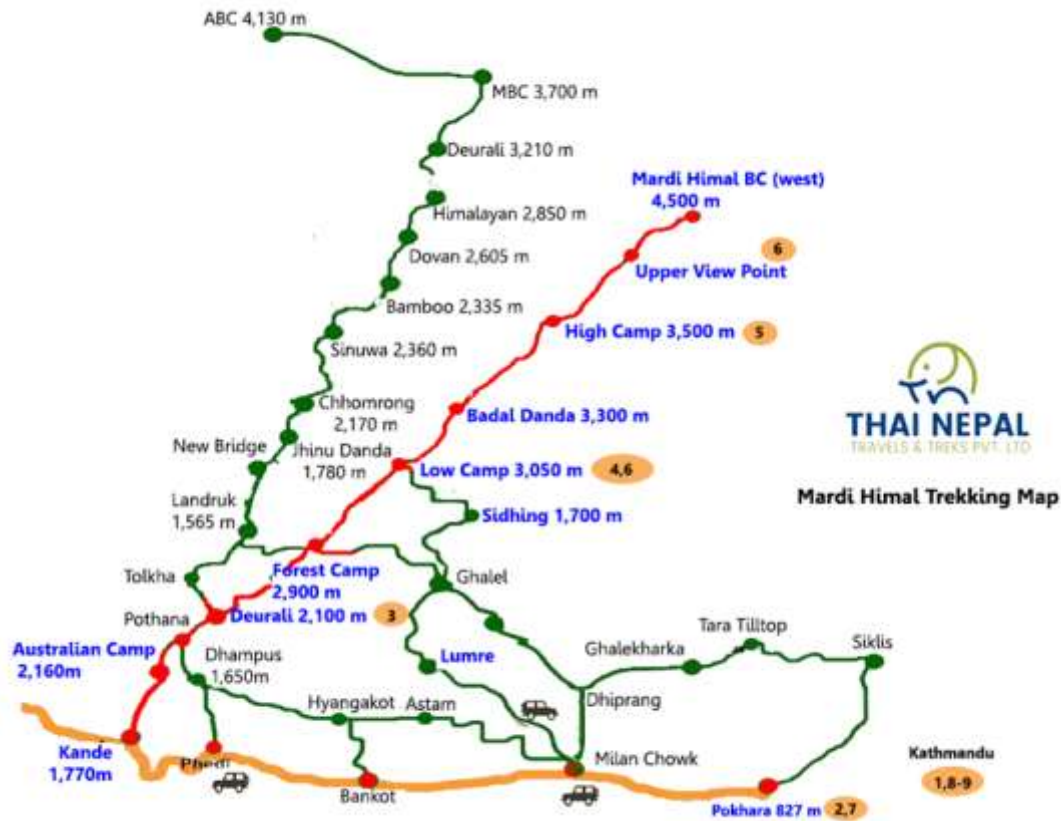 ABC 4,130 m
MBC 3,700 m
Deurali 3,210 m
Mardi Himal BC (west)
4,500 m
Himalayan 2,850 m
6
Dovan 2,605 m
Upper View Point
Bamboo 2,335 m
High Camp 3,500 m
5
Sinuwa 2,360 m
Chhomrong
2,170 m
Badal Danda 3,300 m
THAI NEPAL
TRAVELS & TREKS PVT. LTD
New Bridge
Jhinu Danda
1,780 m
Low Camp 3,050 m
4,6
Mardi Himal Trekking Map
Landruk
1,565 m
Sidhing 1,700 m
Tolkha
Forest Camp
2,900 m
Ghalel
Pothana
Deurali 2,100 m
3
Australian Camp
2,160m
Dhampus
1,650m
Lumre
Ghalekharka
Tara Tilltop
Siklis
Hyangakot
Astam
Dhiprang
Kande
1,770m
Phedi
Bankot
Milan Chowk
Kathmandu
1,8-9
Pokhara 827 m
2,7